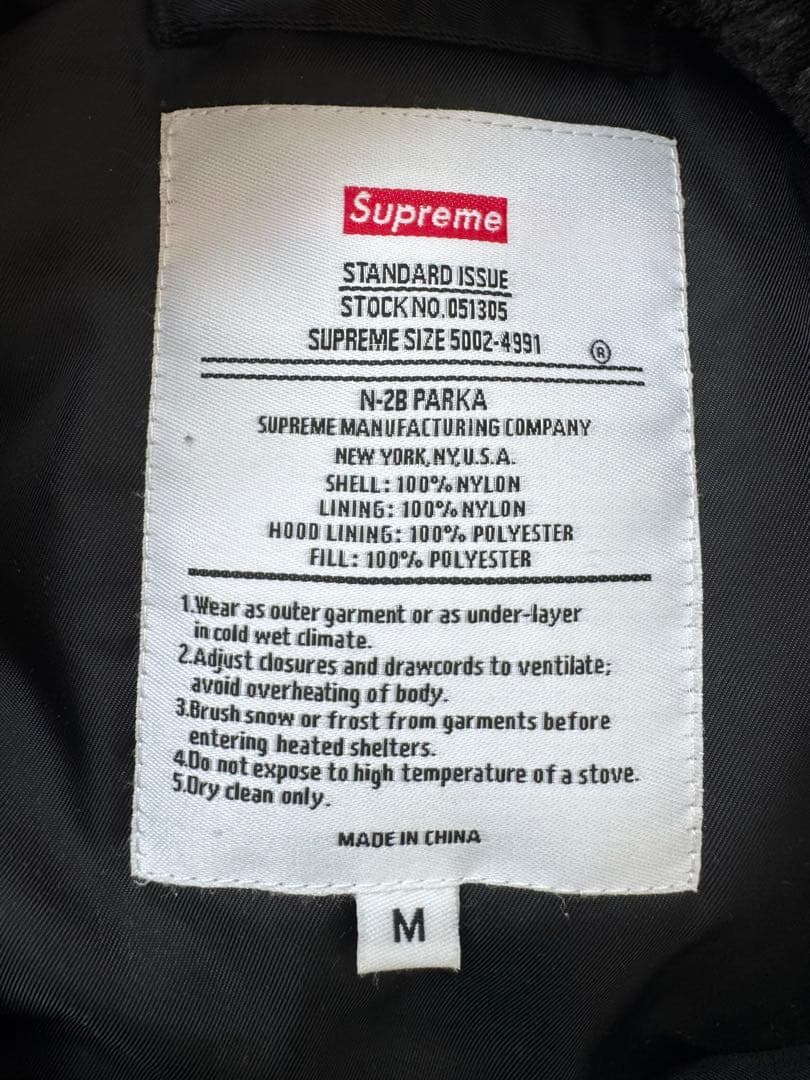 Supreme
STANDARD ISSUE
STOCK NO.051305
SUPREME SIZE 5002-4991
®
N-2B PARKA
SUPREME MANUFACTURING COMPANY
NEW YORK, NY, U.S.A.
SHELL: 100% NYLON
LINING: 100% NYLON
HOOD LINING: 100% POLYESTER
FILL: 100% POLYESTER
1.Wear as outer garment or as under-layer
in cold wet climate.
2.Adjust closures and drawcords to ventilate;
avoid overheating of body.
3.Brush snow or frost from garments before
entering heated shelters.
4.Do not expose to high temperature of a stove.
5.Dry clean only.
MADE IN CHINA
M